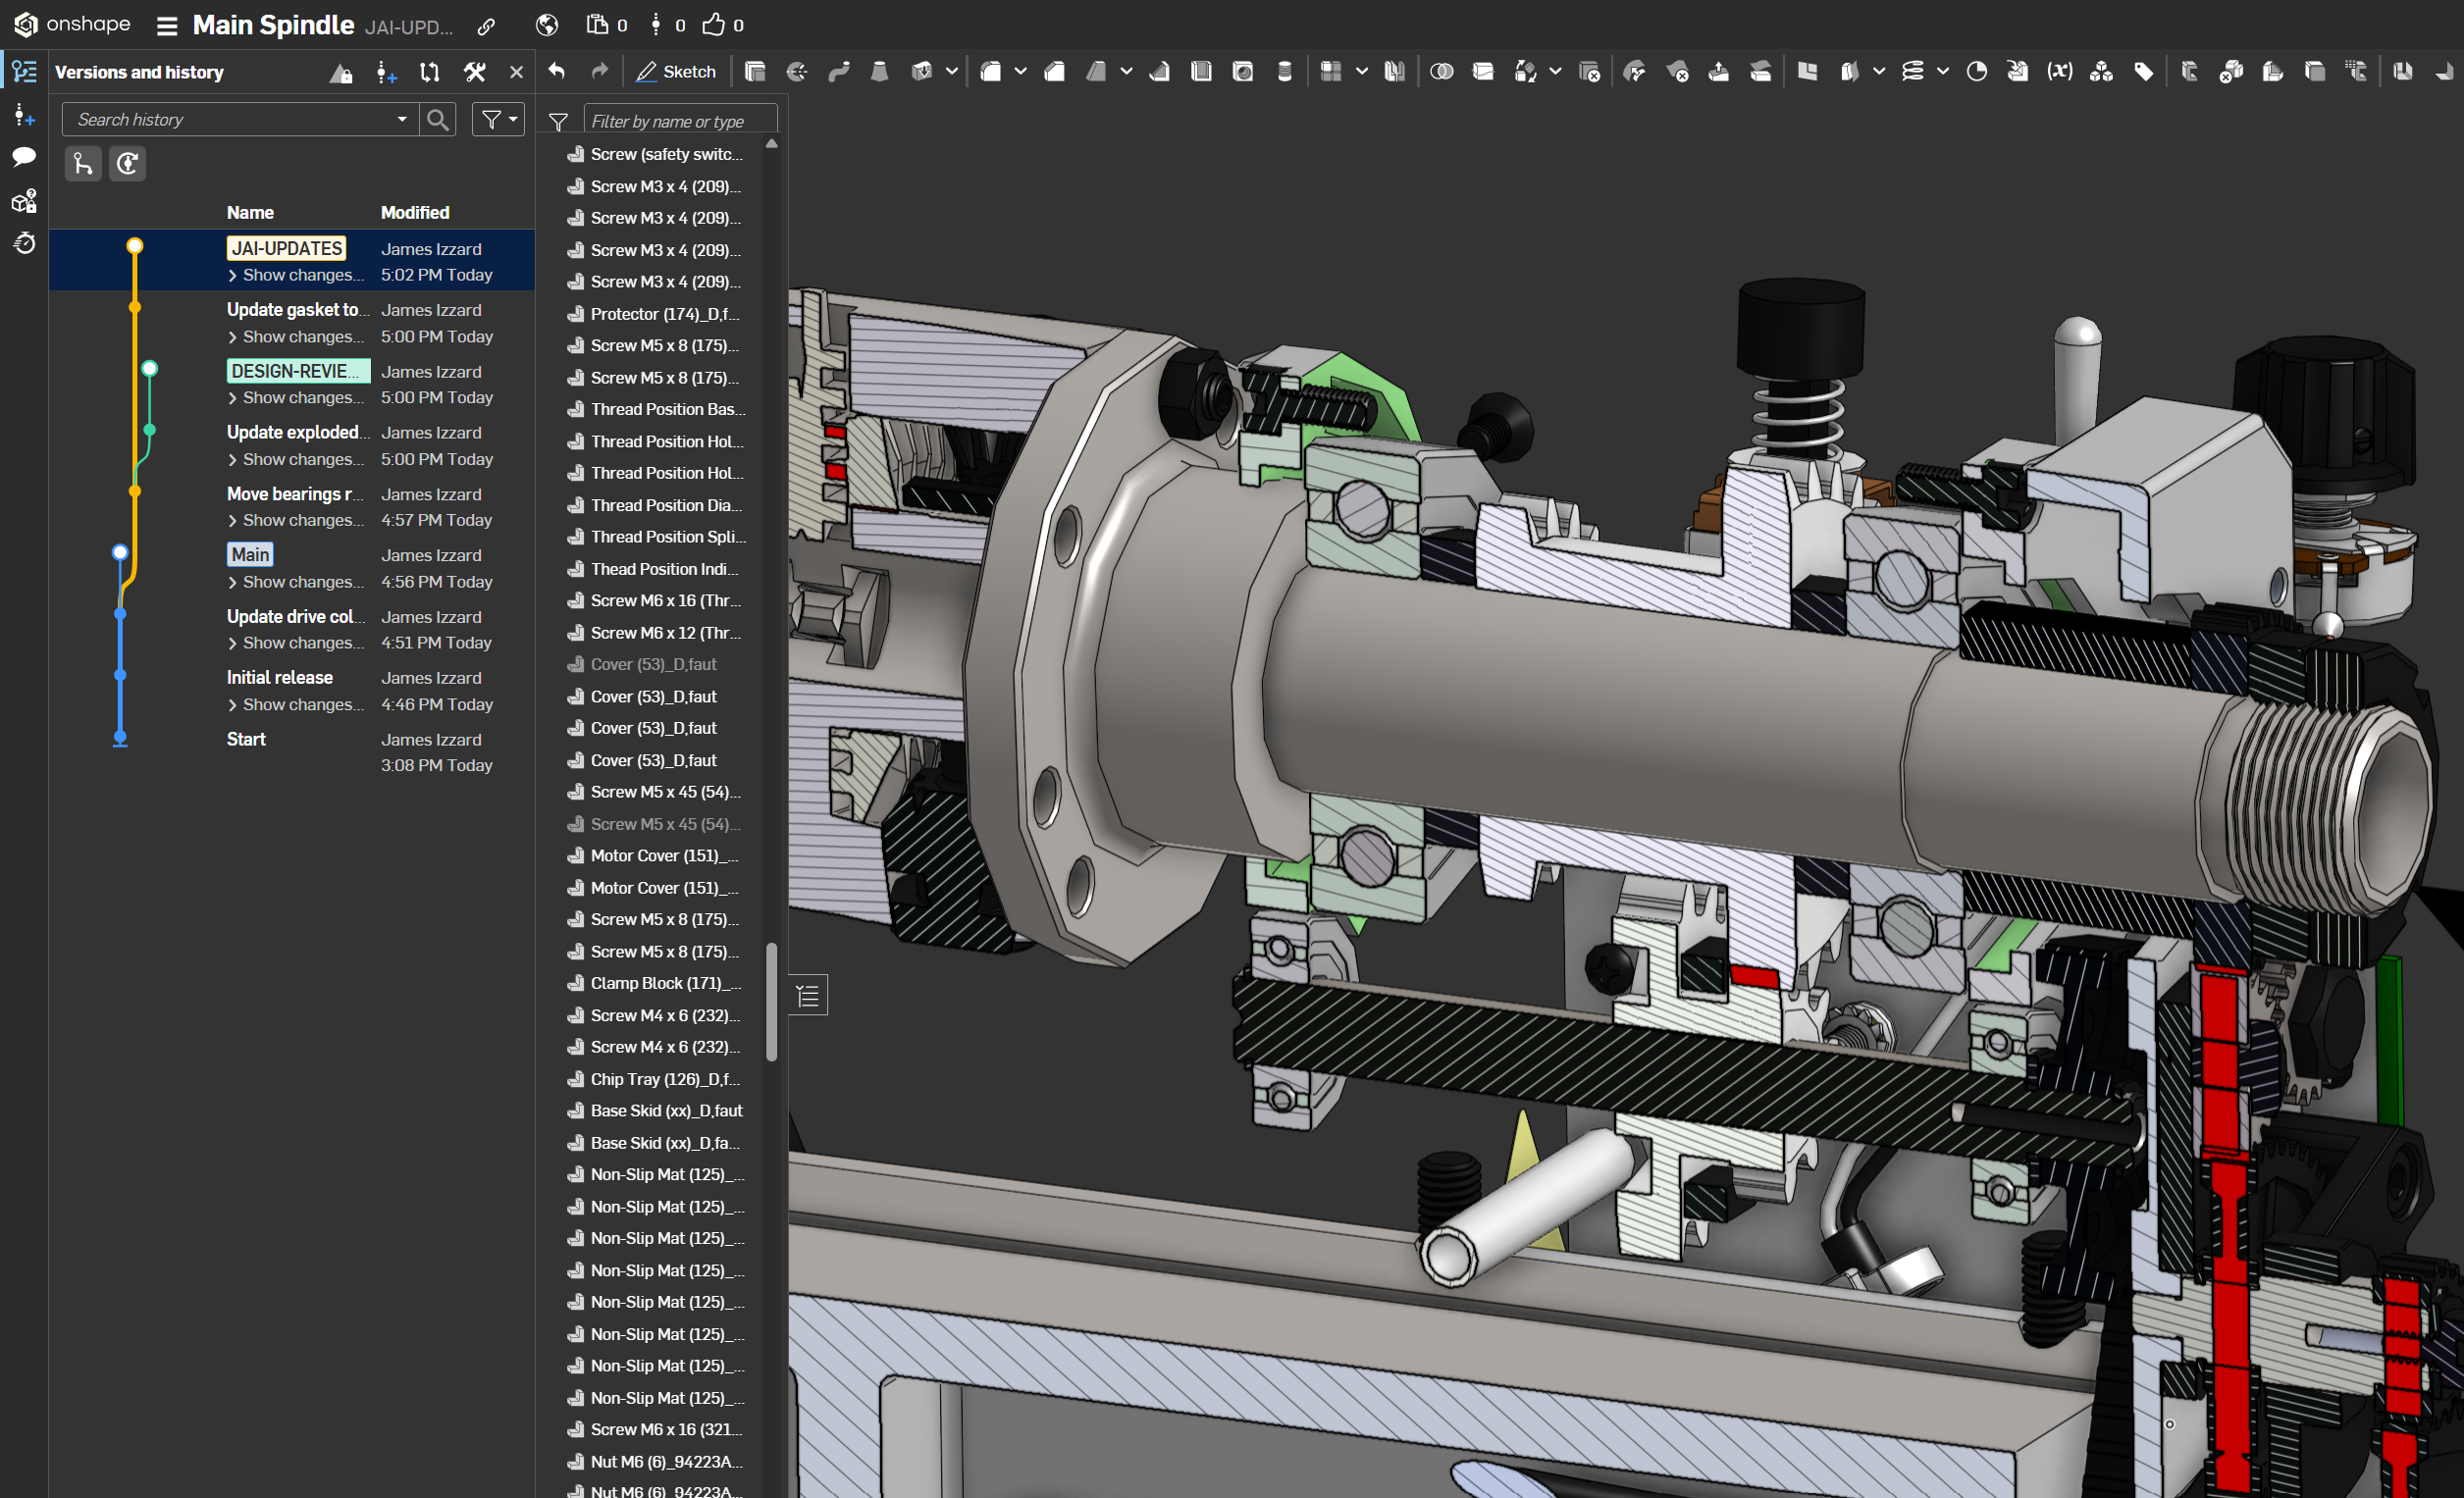 onshape
Main Spindle JAI-UPD...
0 0 0
Versions and history
Sketch
(x)
Search history
Filter by name or type
Name Modified
JAI-UPDATES James Izzard
Show changes... 5:02 PM Today
Update gasket to... James Izzard
Show changes... 5:00 PM Today
DESIGN-REVIE... James Izzard
Show changes... 5:00 PM Today
Update exploded... James Izzard
Show changes... 5:00 PM Today
Move bearings r... James Izzard
Show changes... 4:57 PM Today
Main James Izzard
Show changes... 4:56 PM Today
Update drive col... James Izzard
Show changes... 4:51 PM Today
Initial release James Izzard
Show changes... 4:46 PM Today
Start James Izzard
3:08 PM Today
Screw (safety switc...
Screw M3 x 4 (209)...
Screw M3 x 4 (209)...
Screw M3 x 4 (209)...
Screw M3 x 4 (209)...
Protector (174)_D,f...
Screw M5 x 8 (175)...
Screw M5 x 8 (175)...
Thread Position Bas...
Thread Position Hol...
Thread Position Hol...
Thread Position Dia...
Thread Position Spli...
Thead Position Indi...
Screw M6 x 16 (Thr...
Screw M6 x 12 (Thr...
Cover (53)_D,faut
Cover (53)_D,faut
Cover (53)_D,faut
Cover (53)_D,faut
Screw M5 x 45 (54)...
Screw M5 x 45 (54)...
Motor Cover (151)_...
Motor Cover (151)_...
Screw M5 x 8 (175)...
Screw M5 x 8 (175)...
Clamp Block (171)_...
Screw M4 x 6 (232)...
Screw M4 x 6 (232)...
Chip Tray (126)_D,f...
Base Skid (xx)_D,faut
Base Skid (xx)_D,fa...
Non-Slip Mat (125)_...
Non-Slip Mat (125)_...
Non-Slip Mat (125)_...
Non-Slip Mat (125)_...
Non-Slip Mat (125)_...
Non-Slip Mat (125)_...
Non-Slip Mat (125)_...
Non-Slip Mat (125)_...
Screw M6 x 16 (321...
Nut M6 (6)_94223A...
Nut M6 (6)_94223A...